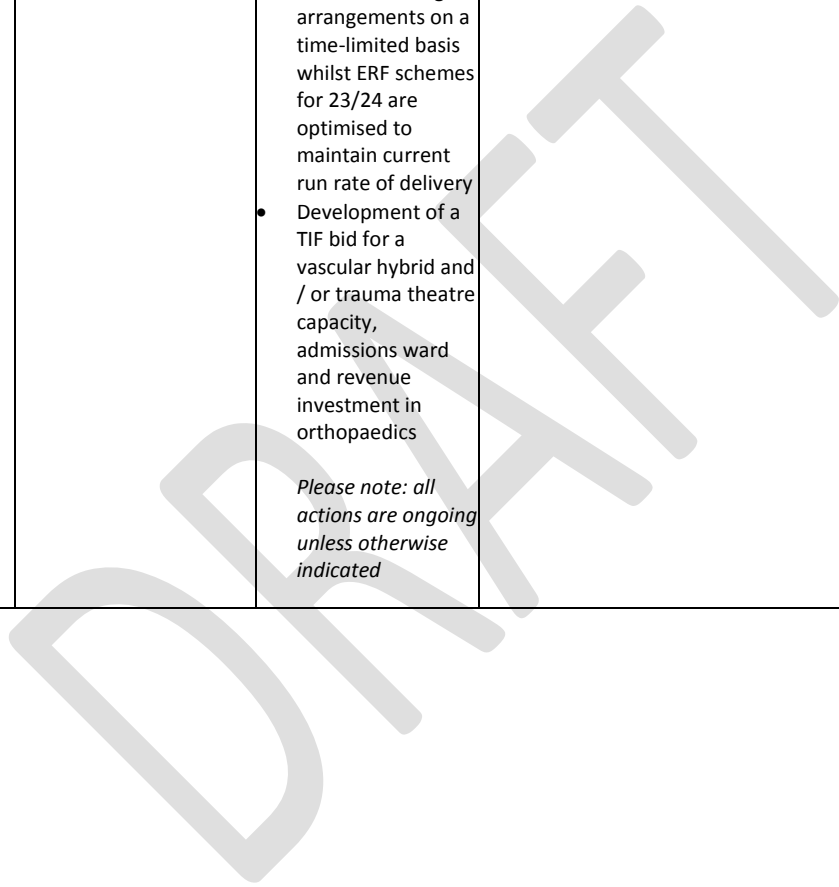 arrangements on a
time-limited basis
whilst ERF schemes
for 23/24 are
optimised to
maintain current
run rate of delivery
• Development of a
TIF bid for a
vascular hybrid and
/ or trauma theatre
capacity,
admissions ward
and revenue
investment in
orthopaedics
Please note: all
actions are ongoing
unless otherwise
indicated
DRAFT